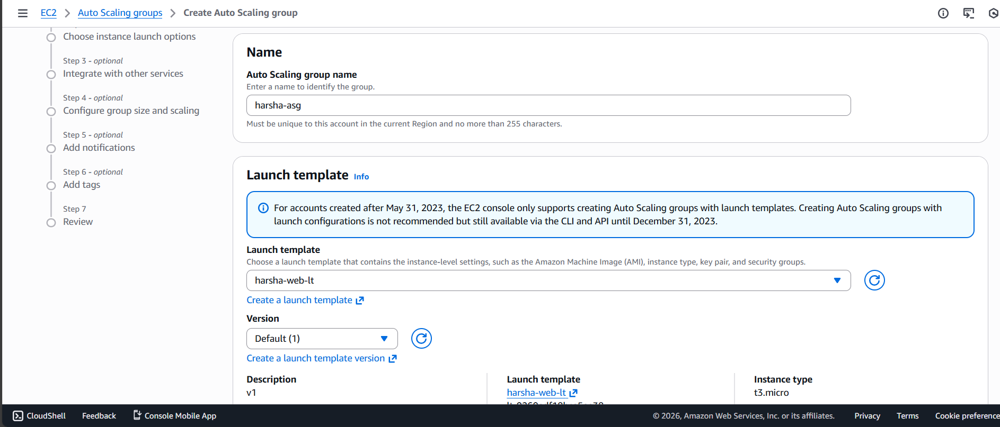 EC2 > Auto Scaling groups > Create Auto Scaling group
Choose instance launch options
Step 3 - optional
Integrate with other services
Step 4 - optional
Configure group size and scaling
Step 5 - optional
Add notifications
Step 6 - optional
Add tags
Step 7
Review
Name
Auto Scaling group name
Enter a name to identify the group.
harsha-asg
Must be unique to this account in the current Region and no more than 255 characters.
Launch template Info
For accounts created after May 31, 2023, the EC2 console only supports creating Auto Scaling groups with launch templates. Creating Auto Scaling groups with
launch configurations is not recommended but still available via the CLI and API until December 31, 2023.
Launch template
Choose a launch template that contains the instance-level settings, such as the Amazon Machine Image (AMI), instance type, key pair, and security groups.
harsha-web-lt
Create a launch template
Version
Default (1)
Create a launch template version
Description
v1
Launch template
harsha-web-lt
Instance type
t3.micro
CloudShell Feedback Console Mobile App © 2026, Amazon Web Services, Inc. or its affiliates. Privacy Terms Cookie preference